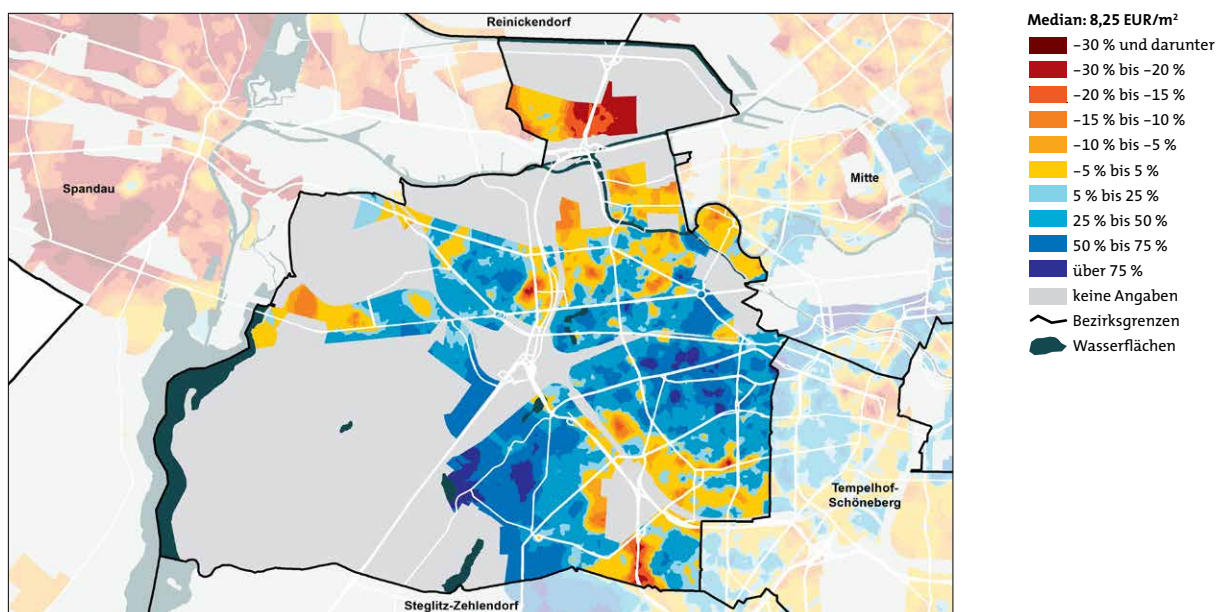 Reinickendorf
Spandau
Mitte
Tempelhof-
Schöneberg
Steglitz-Zehlendorf
Median: 8,25 EUR/m²
−30 % und darunter
−30 % bis −20 %
−20 % bis −15 %
−15 % bis −10 %
−10 % bis −5 %
−5 % bis 5 %
5 % bis 25 %
25 % bis 50 %
50 % bis 75 %
über 75 %
keine Angaben
Bezirksgrenzen
Wasserflächen